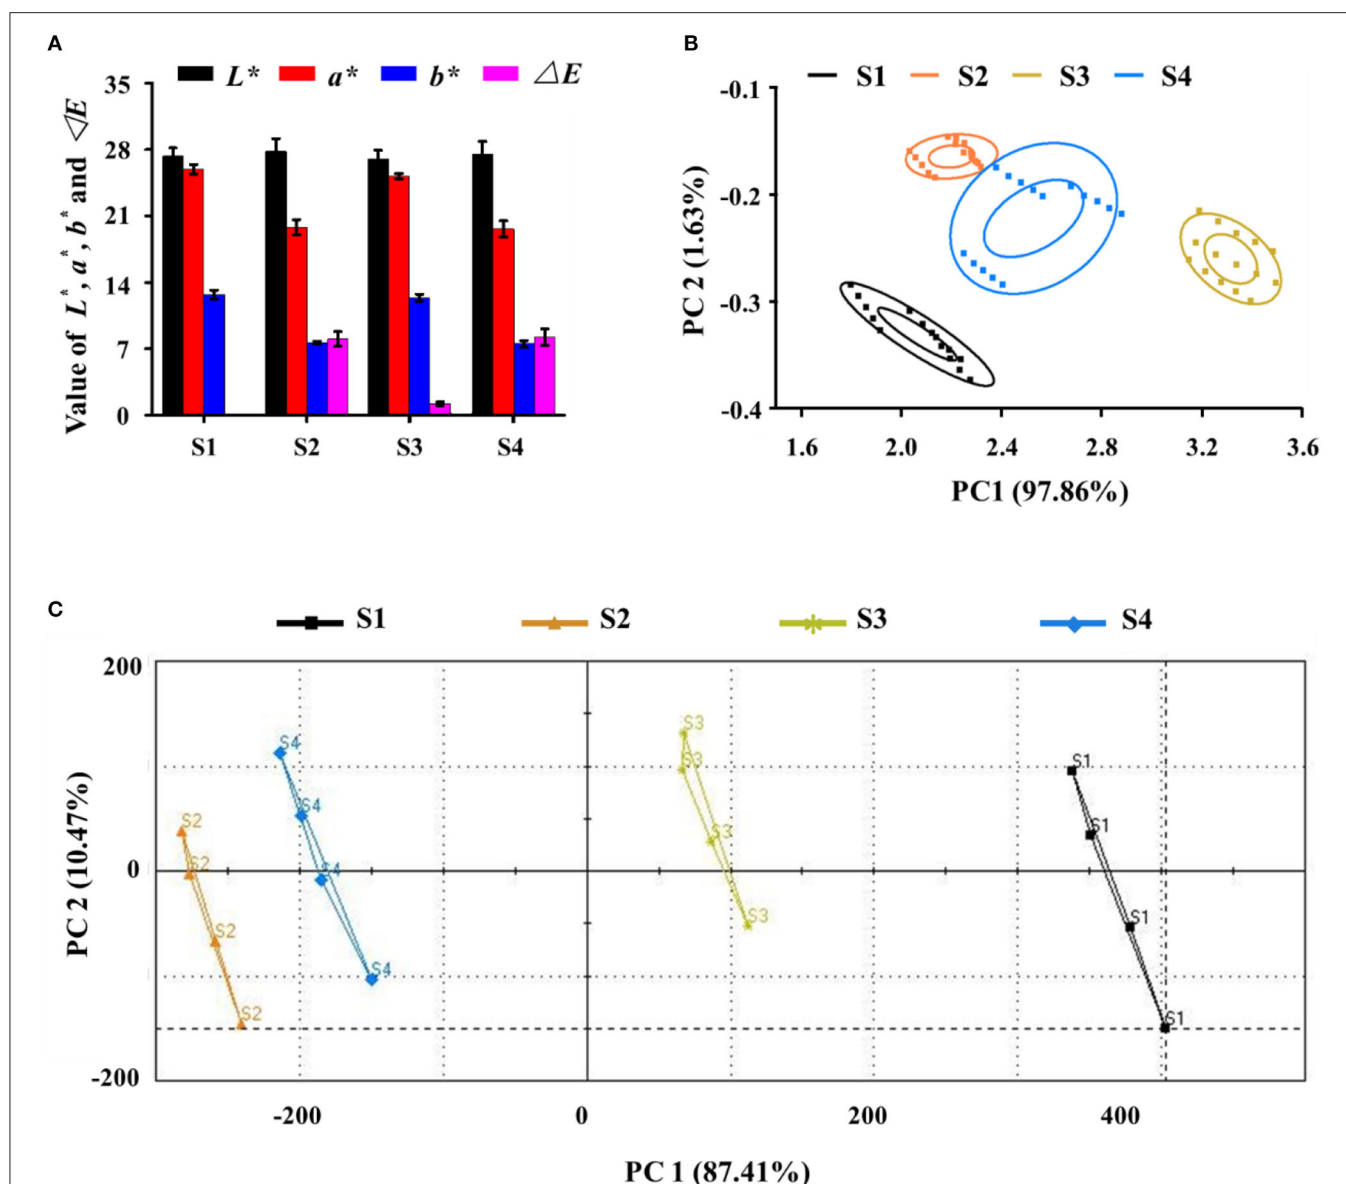 A
L* a* b* △E
Value of L*, a*, b* and △E
35
28
21
14
7
0
S1 S2 S3 S4
B
S1 S2 S3 S4
PC 2 (1.63%)
-0.1
-0.2
-0.3
-0.4
1.6 2.0 2.4 2.8 3.2 3.6
PC1 (97.86%)
C
S1 S2 S3 S4
PC 2 (10.47%)
200
0
-200
S4
S4
S4
S4
S2
S2
S2
S2
S3
S3
S3
S3
S1
S1
S1
S1
-200 0 200 400
PC 1 (87.41%)